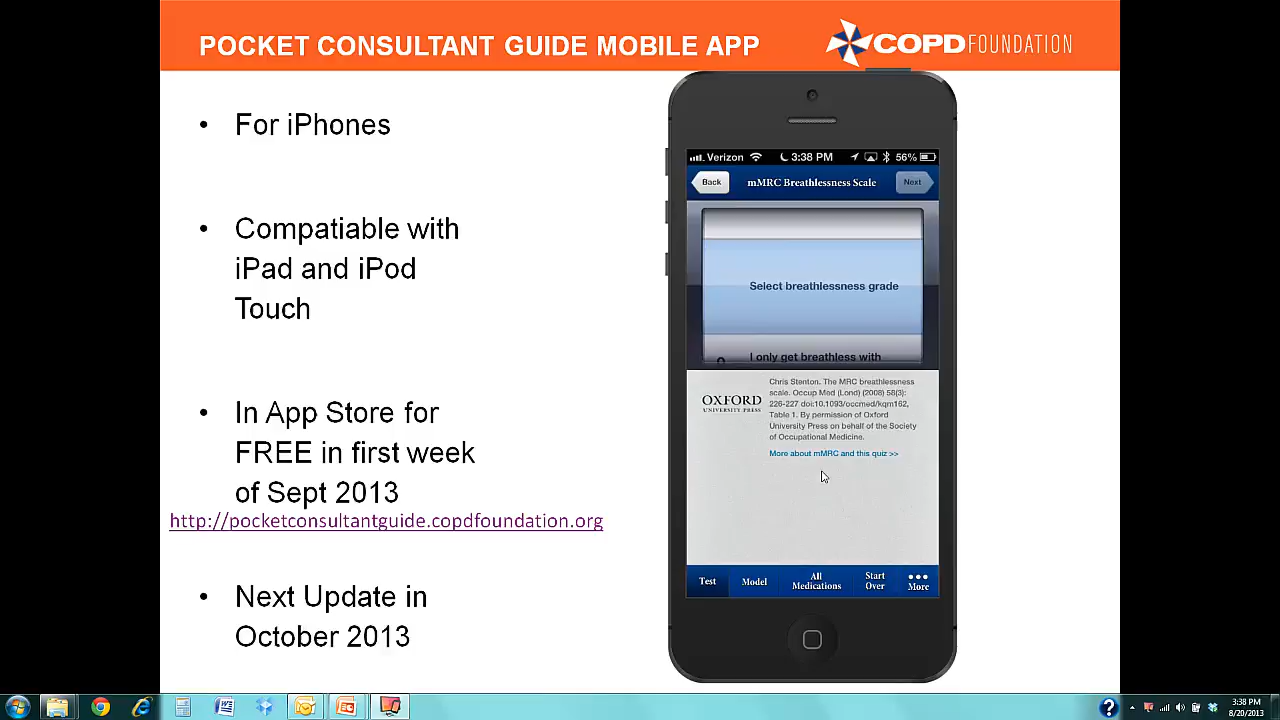 POCKET CONSULTANT GUIDE MOBILE APP
COPD FOUNDATION
• For iPhones
• Compatiable with
iPad and iPod
Touch
• In App Store for
FREE in first week
of Sept 2013
http://pocketconsultantguide.copdfoundation.org
• Next Update in
October 2013
Verizon 3:38 PM 56%
Back mMRC Breathlessness Scale Next
Select breathlessness grade
I only get breathless with
OXFORD
UNIVERSITY PRESS
Chris Stenton. The MRC breathlessness
scale. Occup Med (Lond) (2008) 58(3):
226-227 doi:10.1093/occmed/kqm162,
Table 1. By permission of Oxford
University Press on behalf of the Society
of Occupational Medicine.
More about mMRC and this quiz >>
Test Model All Medications Start Over More
3:38 PM
8/20/2013